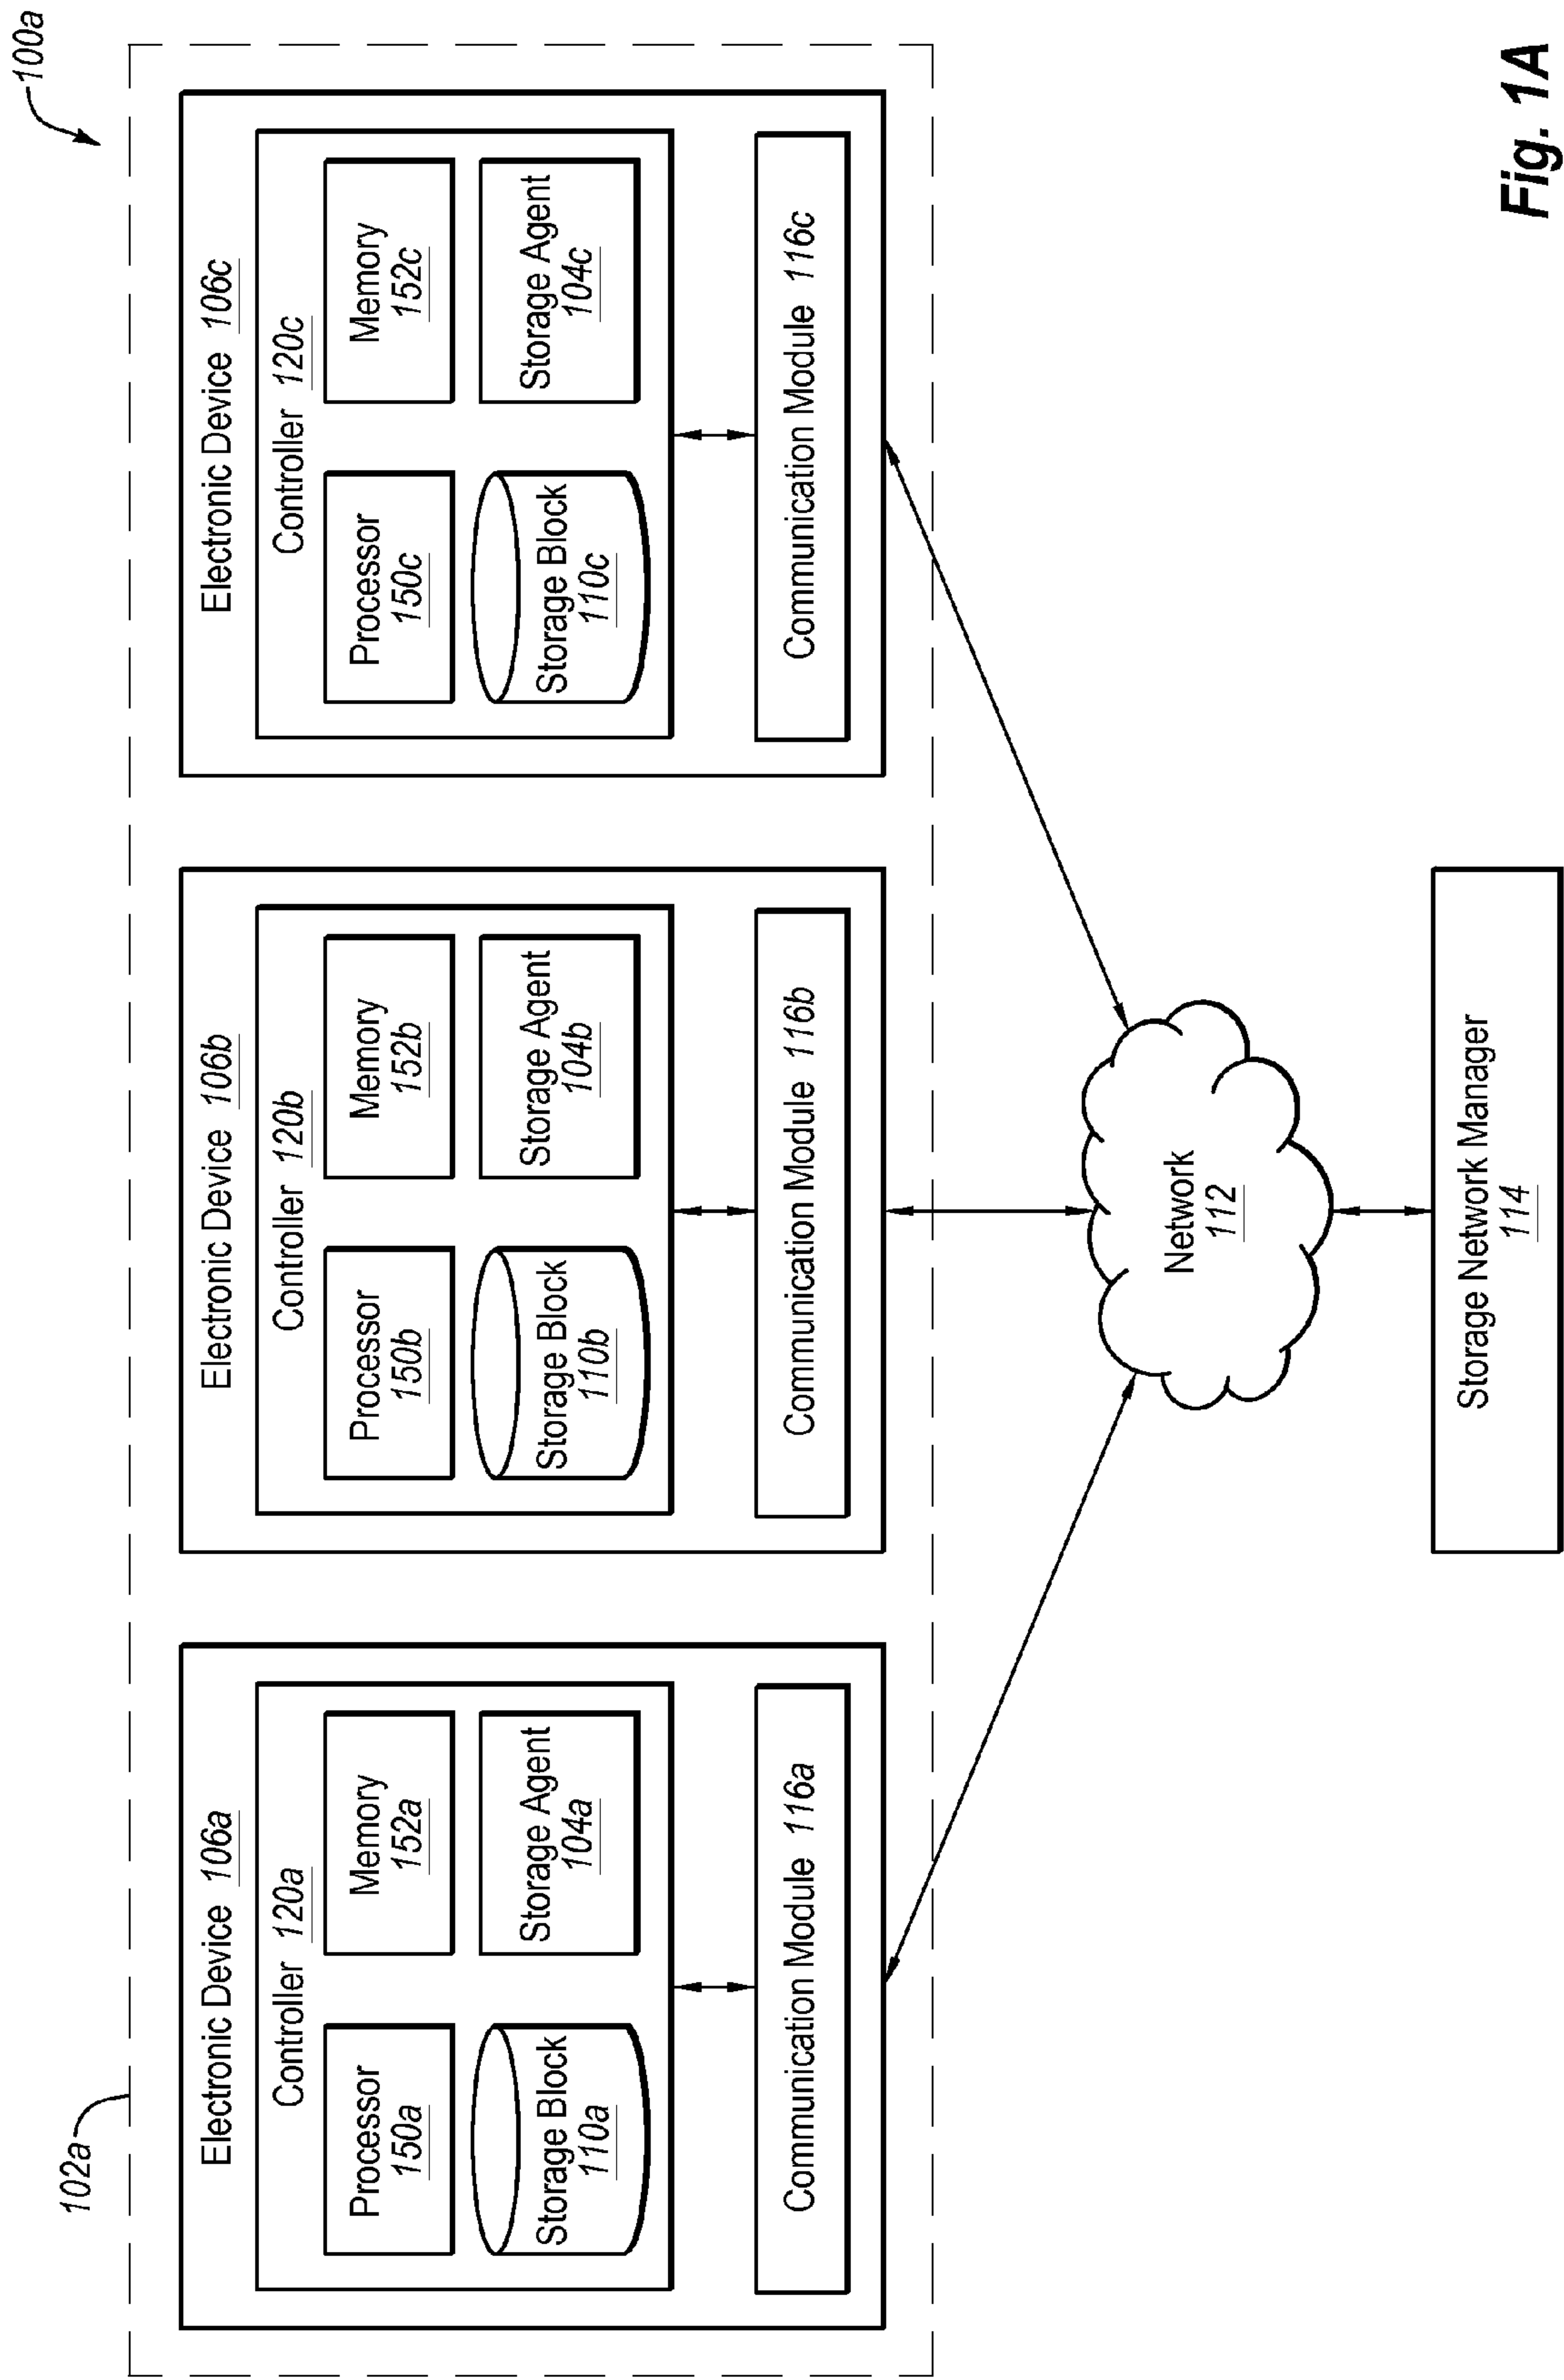 100a
102a
Electronic Device 106a
Controller 120a
Processor
150a
Memory
152a
Storage Block
110a
Storage Agent
104a
Communication Module 116a
Electronic Device 106b
Controller 120b
Processor
150b
Memory
152b
Storage Block
110b
Storage Agent
104b
Communication Module 116b
Electronic Device 106c
Controller 120c
Processor
150c
Memory
152c
Storage Block
110c
Storage Agent
104c
Communication Module 116c
Network
112
Storage Network Manager
114
Fig. 1A